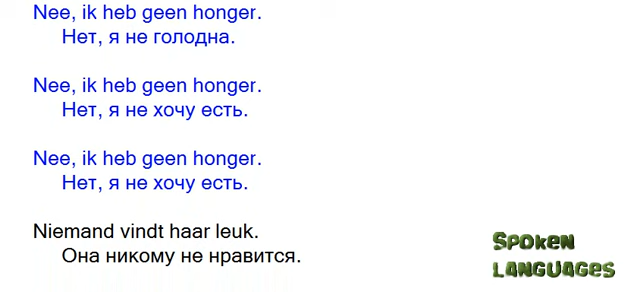 Nee, ik heb geen honger.
Нет, я не голодна.
Nee, ik heb geen honger.
Нет, я не хочу есть.
Nee, ik heb geen honger.
Нет, я не хочу есть.
Niemand vindt haar leuk.
Она никому не нравится.
Spoken
Languages